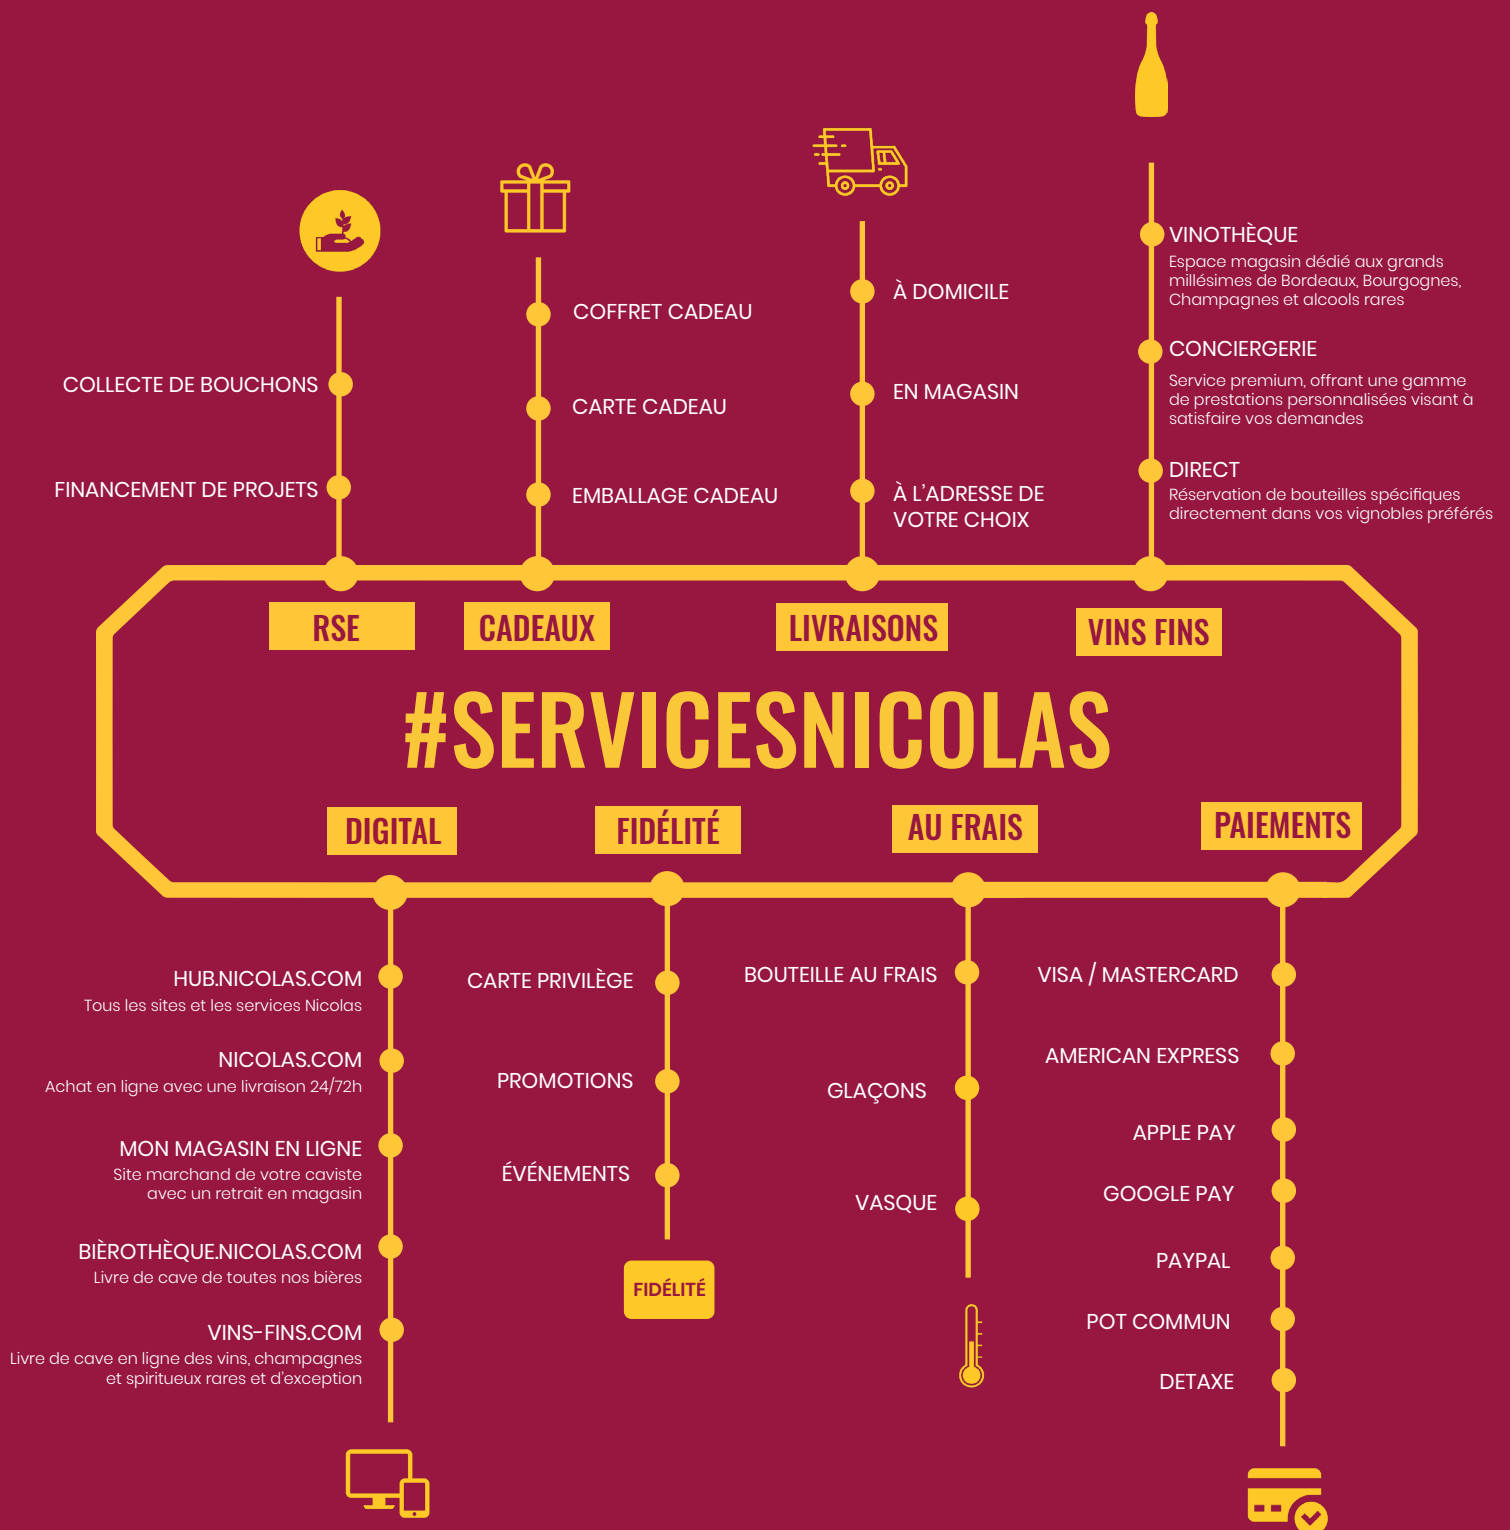 COLLECTE DE BOUCHONS
FINANCEMENT DE PROJETS
RSE
COFFRET CADEAU
CARTE CADEAU
EMBALLAGE CADEAU
CADEAUX
À DOMICILE
EN MAGASIN
À L'ADRESSE DE
VOTRE CHOIX
LIVRAISONS
VINOTHÈQUE
Espace magasin dédié aux grands
millésimes de Bordeaux, Bourgognes,
Champagnes et alcools rares
CONCIERGERIE
Service premium, offrant une gamme
de prestations personnalisées visant à
satisfaire vos demandes
DIRECT
Réservation de bouteilles spécifiques
directement dans vos vignobles préférés
VINS FINS
#SERVICESNICOLAS
DIGITAL
HUB.NICOLAS.COM
Tous les sites et les services Nicolas
NICOLAS.COM
Achat en ligne avec une livraison 24/72h
MON MAGASIN EN LIGNE
Site marchand de votre caviste
avec un retrait en magasin
BIÈROTHÈQUE.NICOLAS.COM
Livre de cave de toutes nos bières
VINS-FINS.COM
Livre de cave en ligne des vins, champagnes
et spiritueux rares et d'exception
FIDÉLITÉ
CARTE PRIVILÈGE
PROMOTIONS
ÉVÉNEMENTS
FIDÉLITÉ
AU FRAIS
BOUTEILLE AU FRAIS
GLAÇONS
VASQUE
PAIEMENTS
VISA / MASTERCARD
AMERICAN EXPRESS
APPLE PAY
GOOGLE PAY
PAYPAL
POT COMMUN
DETAXE